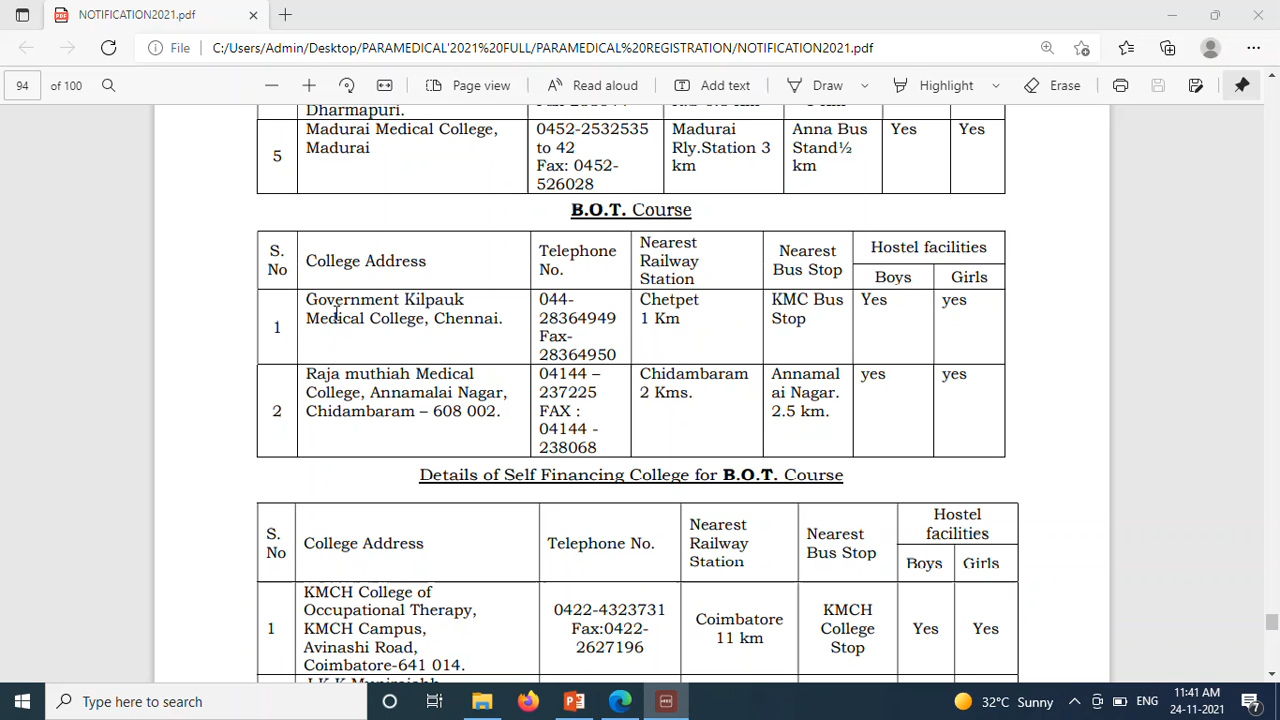 NOTIFICATION2021.pdf
File C:/Users/Admin/Desktop/PARAMEDICAL'2021%20FULL/PARAMEDICAL%20REGISTRATION/NOTIFICATION2021.pdf
94 of 100 Page view Read aloud Add text Draw Highlight Erase
Dharmapuri.
5 Madurai Medical College, Madurai 0452-2532535 to 42 Fax: 0452-526028 Madurai Rly.Station 3 km Anna Bus Stand½ km Yes Yes
B.O.T. Course
S. No College Address Telephone No. Nearest Railway Station Nearest Bus Stop Hostel facilities
Boys Girls
1 Government Kilpauk Medical College, Chennai. 044-28364949 Fax-28364950 Chetpet 1 Km KMC Bus Stop Yes yes
2 Raja muthiah Medical College, Annamalai Nagar, Chidambaram – 608 002. 04144 – 237225 FAX : 04144 - 238068 Chidambaram 2 Kms. Annamalai Nagar. 2.5 km. yes yes
Details of Self Financing College for B.O.T. Course
S. No College Address Telephone No. Nearest Railway Station Nearest Bus Stop Hostel facilities
Boys Girls
1 KMCH College of Occupational Therapy, KMCH Campus, Avinashi Road, Coimbatore-641 014. 0422-4323731 Fax:0422-2627196 Coimbatore 11 km KMCH College Stop Yes Yes
Type here to search 32°C Sunny ENG 11:41 AM
24-11-2021 7